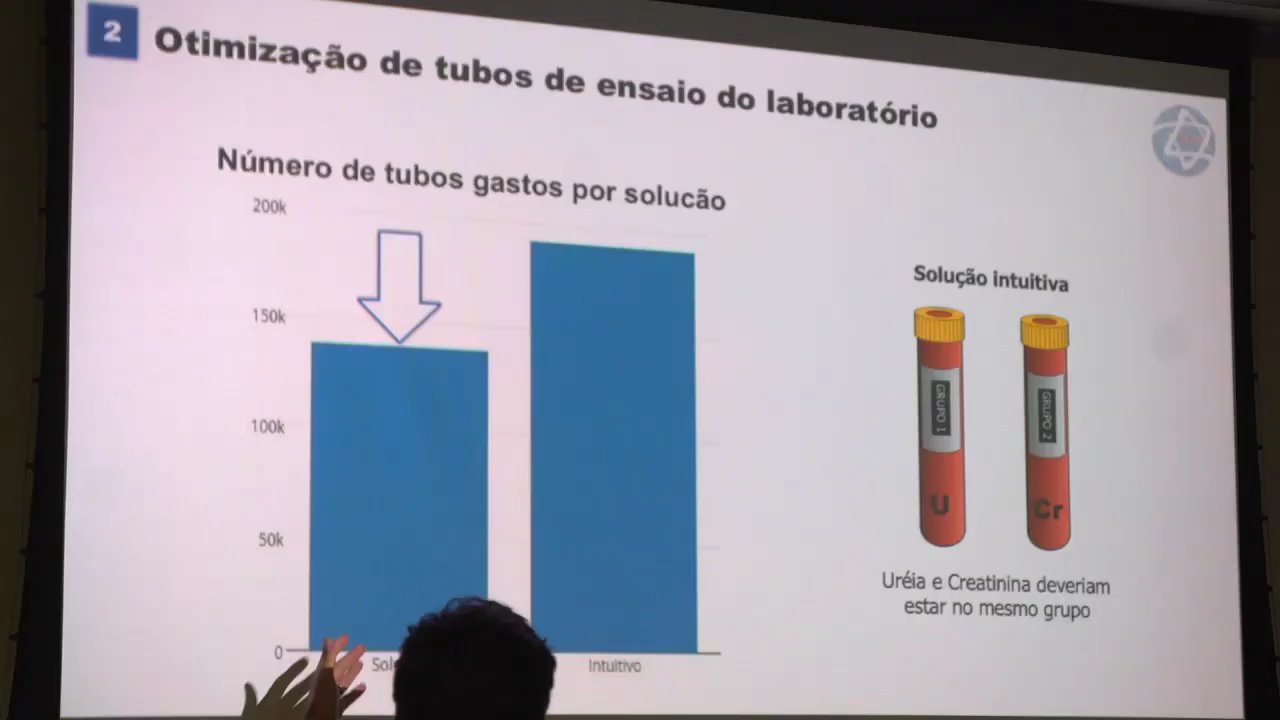 2
Otimização de tubos de ensaio do laboratório
Número de tubos gastos por solucão
200k
150k
100k
50k
0
Intuitivo
Solução intuitiva
GRUPO 1
GRUPO 2
U
Cr
Uréia e Creatinina deveriam
estar no mesmo grupo